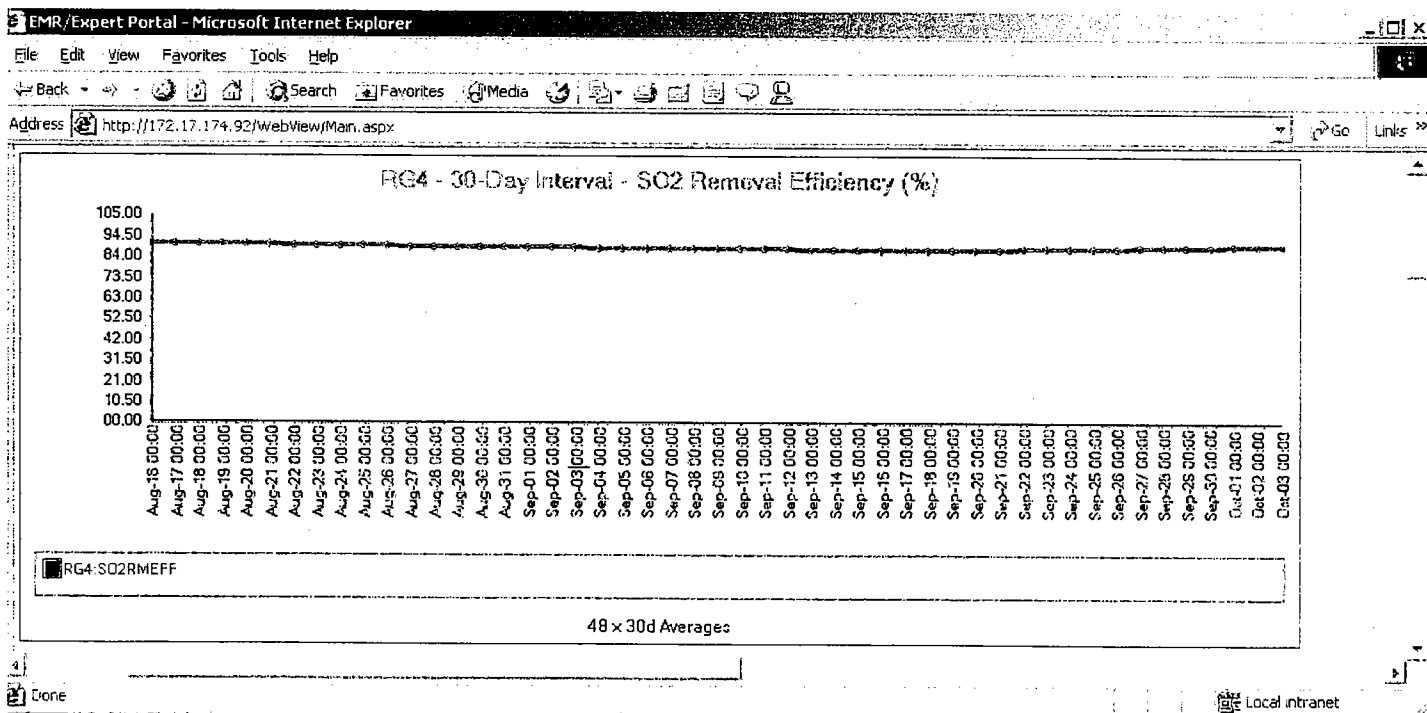 EMR/Expert Portal - Microsoft Internet Explorer
File Edit View Favorites Tools Help
Back Search Favorites Media
Address http://172.17.174.92/WebView/Main.aspx Go Links »
RG4 - 30-Day Interval - SO2 Removal Efficiency (%)
105.00
94.50
84.00
73.50
63.00
52.50
42.00
31.50
21.00
10.50
00.00
Aug-16 00:00
Aug-17 00:00
Aug-18 00:00
Aug-19 00:00
Aug-20 00:00
Aug-21 00:00
Aug-22 00:00
Aug-23 00:00
Aug-24 00:00
Aug-25 00:00
Aug-26 00:00
Aug-27 00:00
Aug-28 00:00
Aug-29 00:00
Aug-30 00:00
Aug-31 00:00
Sep-01 00:00
Sep-02 00:00
Sep-03 00:00
Sep-04 00:00
Sep-05 00:00
Sep-06 00:00
Sep-07 00:00
Sep-08 00:00
Sep-09 00:00
Sep-10 00:00
Sep-11 00:00
Sep-12 00:00
Sep-13 00:00
Sep-14 00:00
Sep-15 00:00
Sep-16 00:00
Sep-17 00:00
Sep-18 00:00
Sep-19 00:00
Sep-20 00:00
Sep-21 00:00
Sep-22 00:00
Sep-23 00:00
Sep-24 00:00
Sep-25 00:00
Sep-26 00:00
Sep-27 00:00
Sep-28 00:00
Sep-29 00:00
Sep-30 00:00
Oct-01 00:00
Oct-02 00:00
Oct-03 00:00
RG4:SO2RMEFF
48 x 30d Averages
Done Local intranet